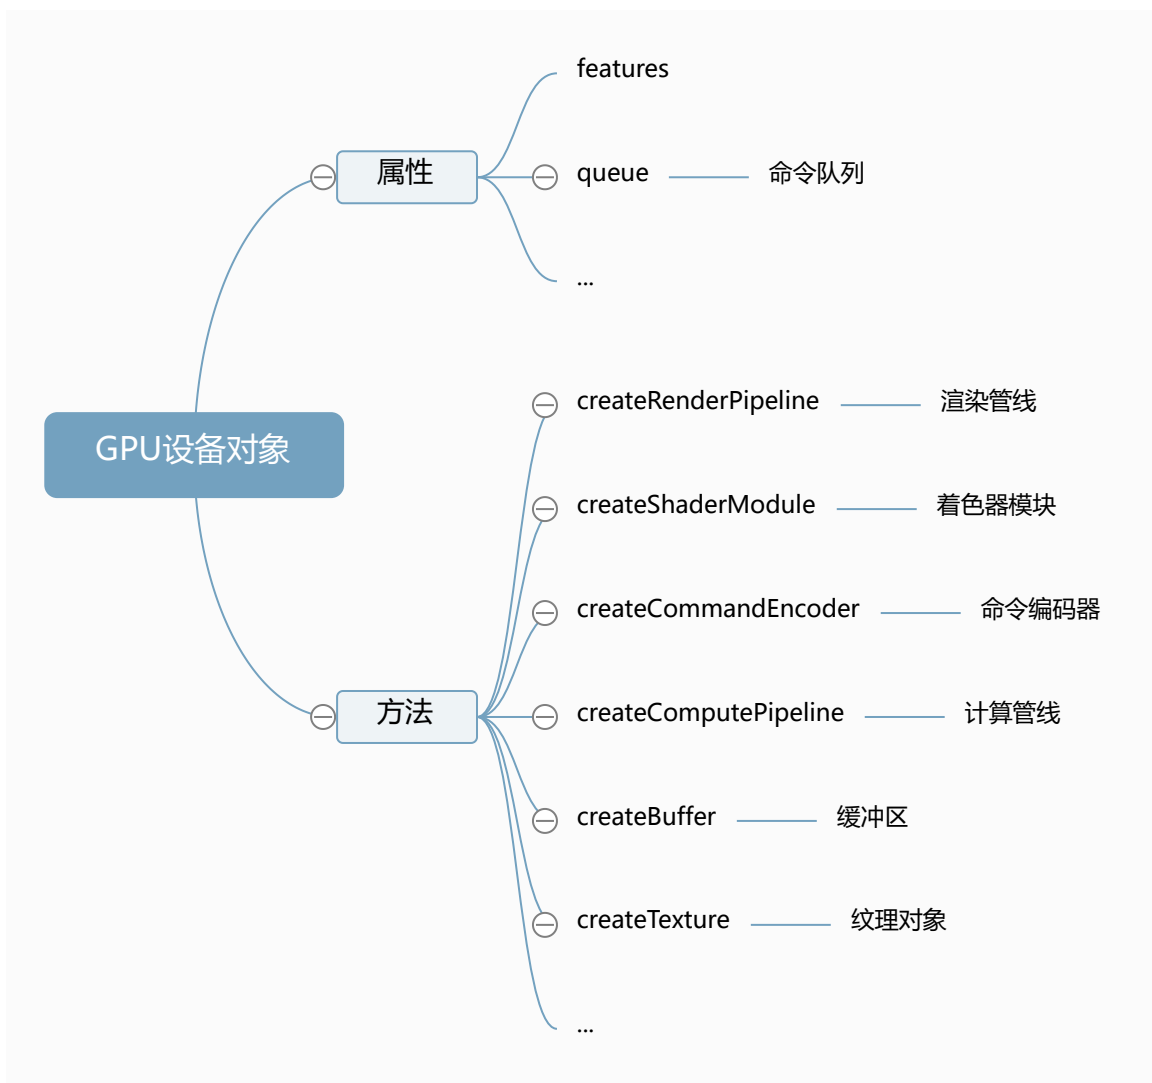 GPU设备对象
属性
features
queue
命令队列
...
方法
createRenderPipeline
渲染管线
createShaderModule
着色器模块
createCommandEncoder
命令编码器
createComputePipeline
计算管线
createBuffer
缓冲区
createTexture
纹理对象
...